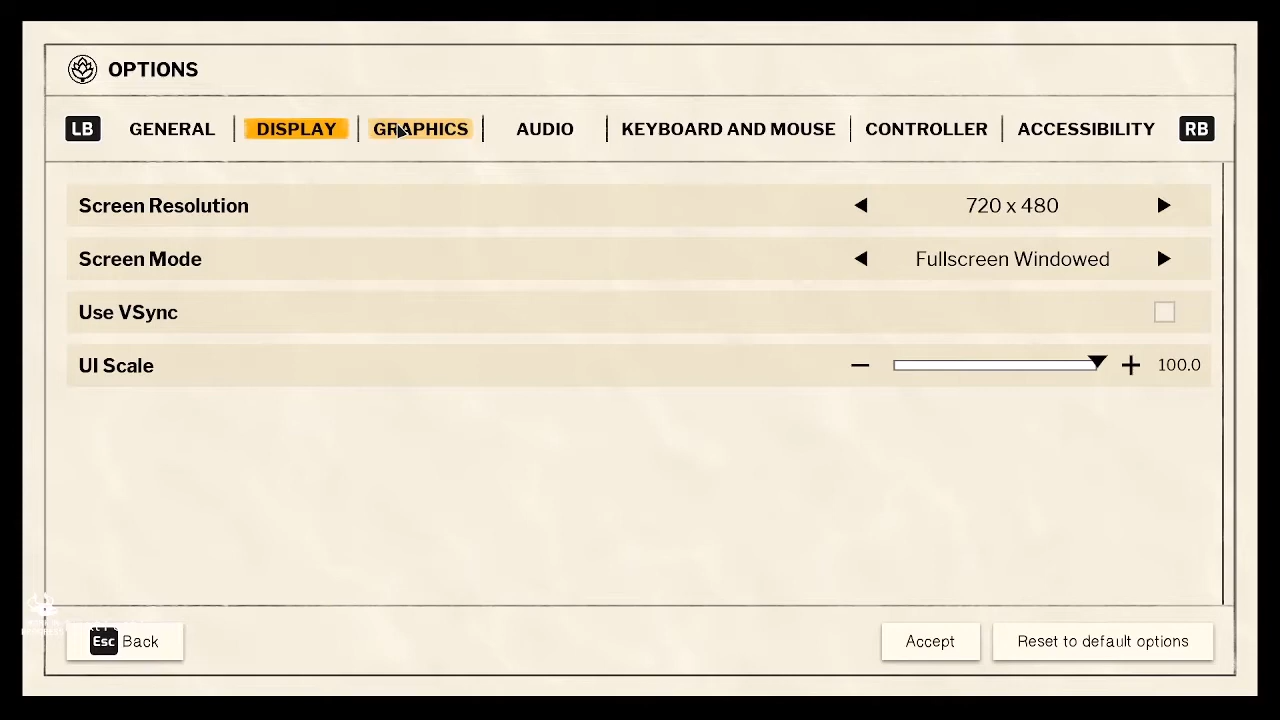 OPTIONS
LB GENERAL DISPLAY GRAPHICS AUDIO KEYBOARD AND MOUSE CONTROLLER ACCESSIBILITY RB
Screen Resolution 720 x 480
Screen Mode Fullscreen Windowed
Use VSync
UI Scale 100.0
Esc Back Accept Reset to default options